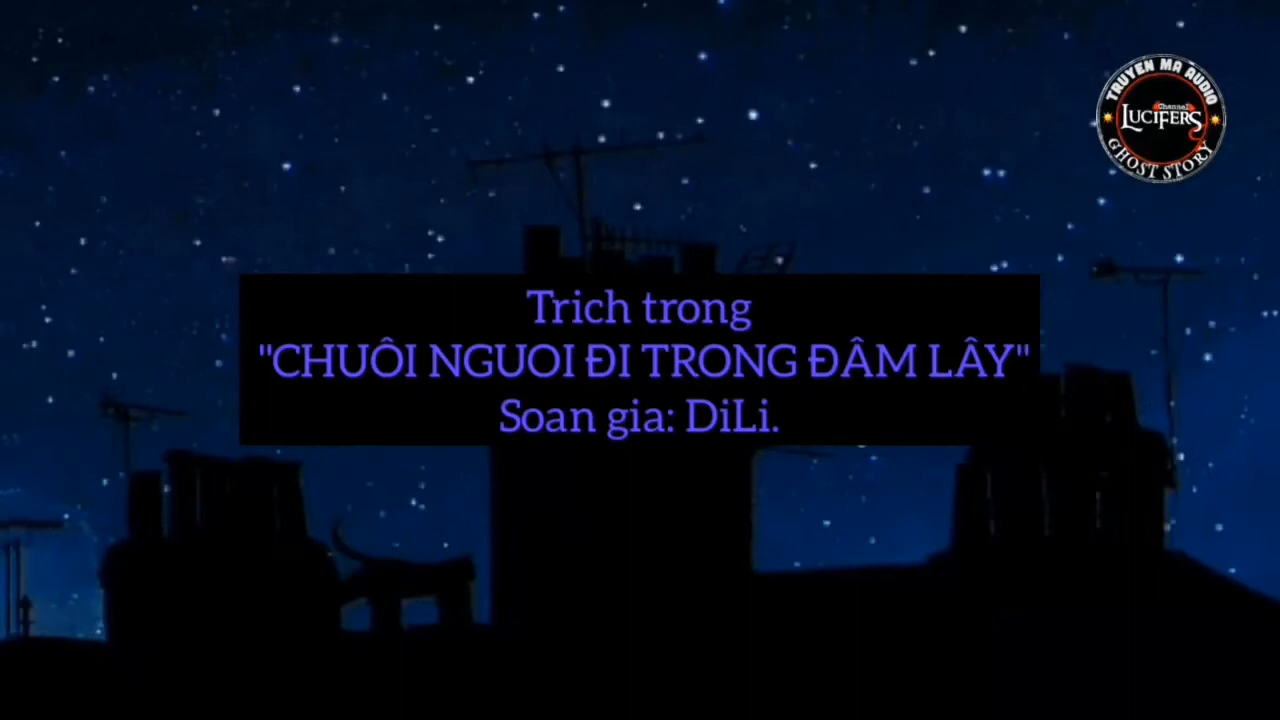 TRUYEN MA AUDIO
Channel
LUCIFERS
GHOST STORY
Trich trong
"CHUÔI NGUOI ĐI TRONG ĐÂM LÂY"
Soan gia: DiLi.